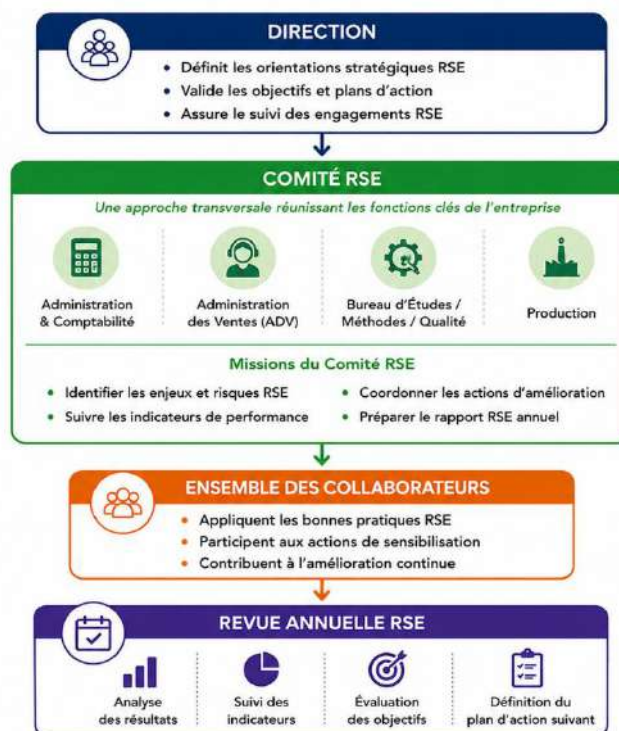 DIRECTION
• Définit les orientations stratégiques RSE
• Valide les objectifs et plans d'action
• Assure le suivi des engagements RSE
COMITÉ RSE
Une approche transversale réunissant les fonctions clés de l'entreprise
Administration
& Comptabilité
Administration
des Ventes (ADV)
Bureau d'Études /
Méthodes / Qualité
Production
Missions du Comité RSE
• Identifier les enjeux et risques RSE
• Suivre les indicateurs de performance
• Coordonner les actions d'amélioration
• Préparer le rapport RSE annuel
ENSEMBLE DES COLLABORATEURS
• Appliquent les bonnes pratiques RSE
• Participent aux actions de sensibilisation
• Contribuent à l'amélioration continue
REVUE ANNUELLE RSE
Analyse
des résultats
Suivi des
indicateurs
Évaluation
des objectifs
Définition du
plan d'action suivant